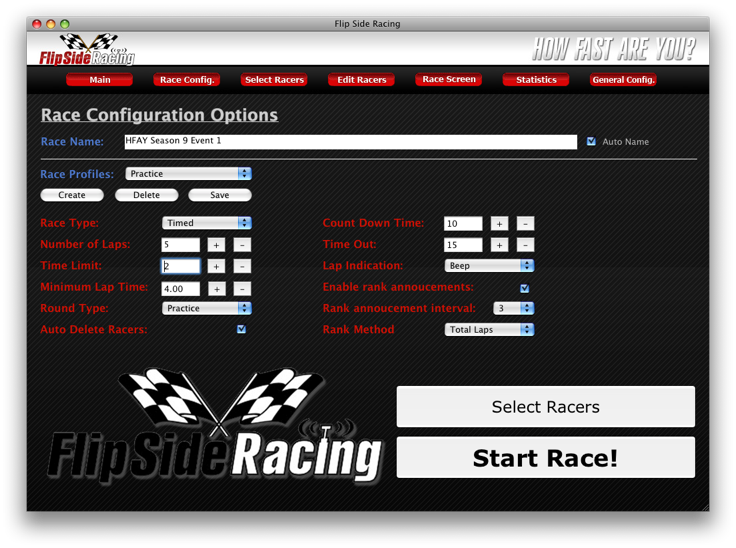 Flip Side Racing
FlipSideRacing
HOW FAST ARE YOU?
Main Race Config. Select Racers Edit Racers Race Screen Statistics General Config.
Race Configuration Options
Race Name: HFAY Season 9 Event 1 Auto Name
Race Profiles: Practice
Create Delete Save
Race Type: Timed Count Down Time: 10 + -
Number of Laps: 5 + - Time Out: 15 + -
Time Limit: 2 + - Lap Indication: Beep
Minimum Lap Time: 4.00 + - Enable rank annoucements:
Round Type: Practice Rank annoucement interval: 3
Auto Delete Racers: Rank Method Total Laps
FlipSideRacing
Select Racers
Start Race!